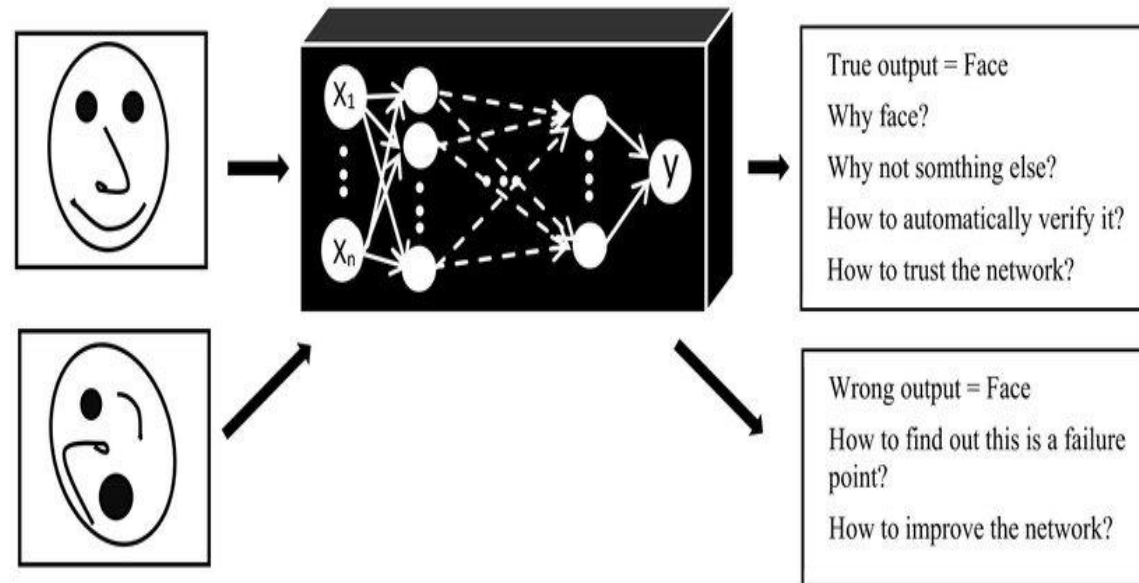 X1
Xn
y
True output = Face
Why face?
Why not somthing else?
How to automatically verify it?
How to trust the network?
Wrong output = Face
How to find out this is a failure
point?
How to improve the network?